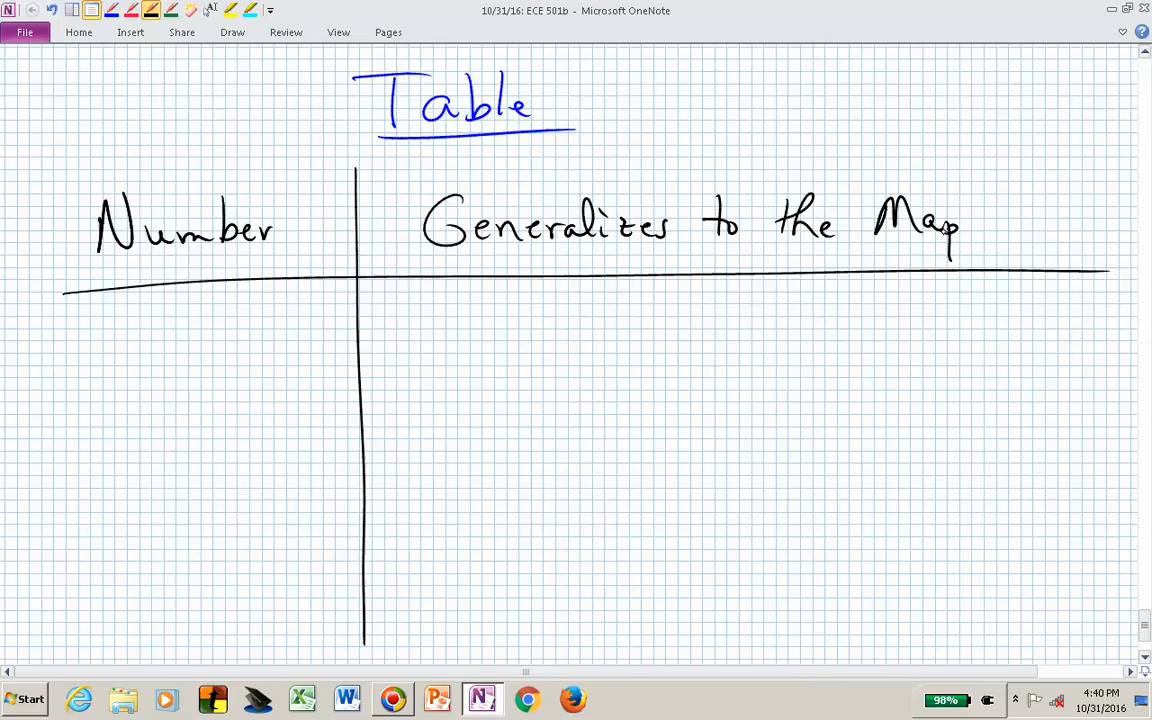 10/31/16: ECE 501b - Microsoft OneNote
File Home Insert Share Draw Review View Pages
Table
Number Generalizes to the Map
Start 98% 4:40 PM
10/31/2016